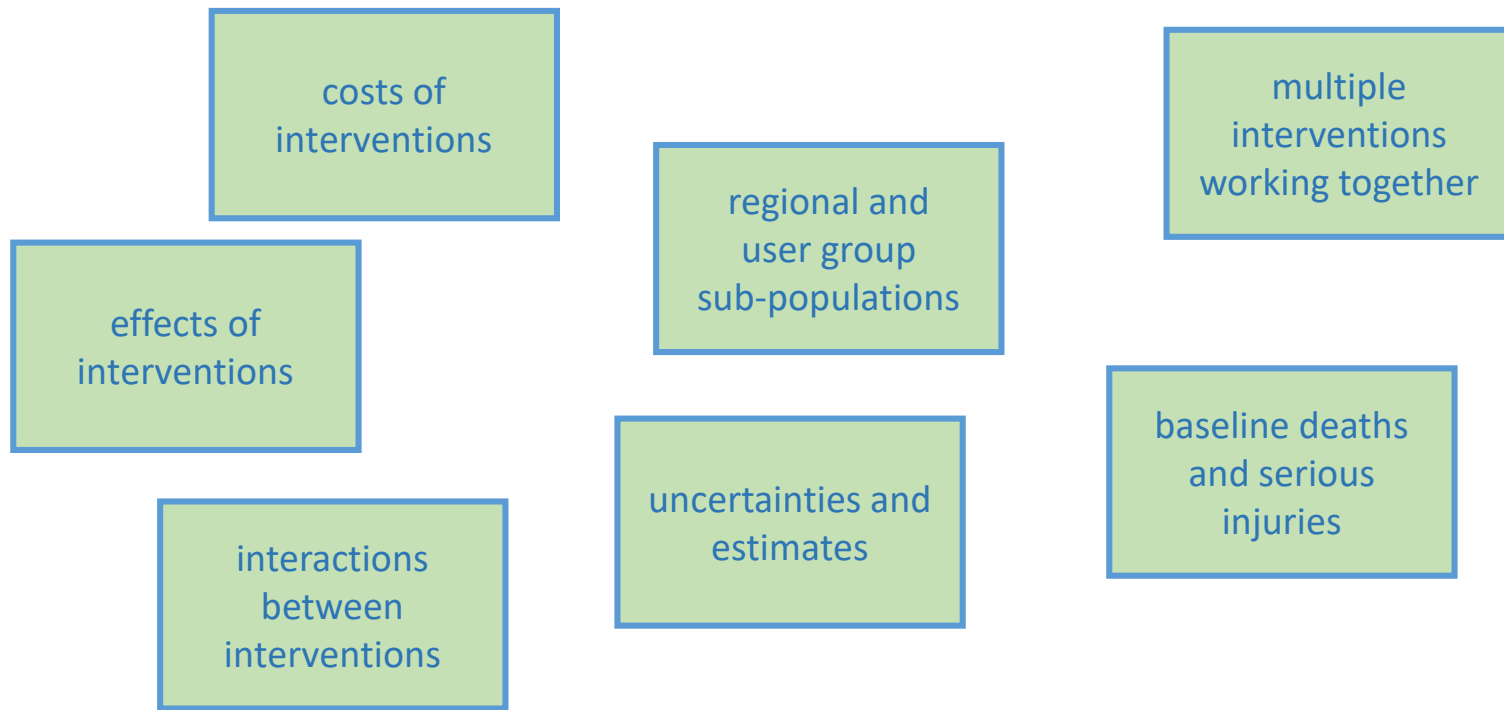 costs of
interventions
multiple
interventions
working together
regional and
user group
sub-populations
effects of
interventions
baseline deaths
and serious
injuries
uncertainties and
estimates
interactions
between
interventions